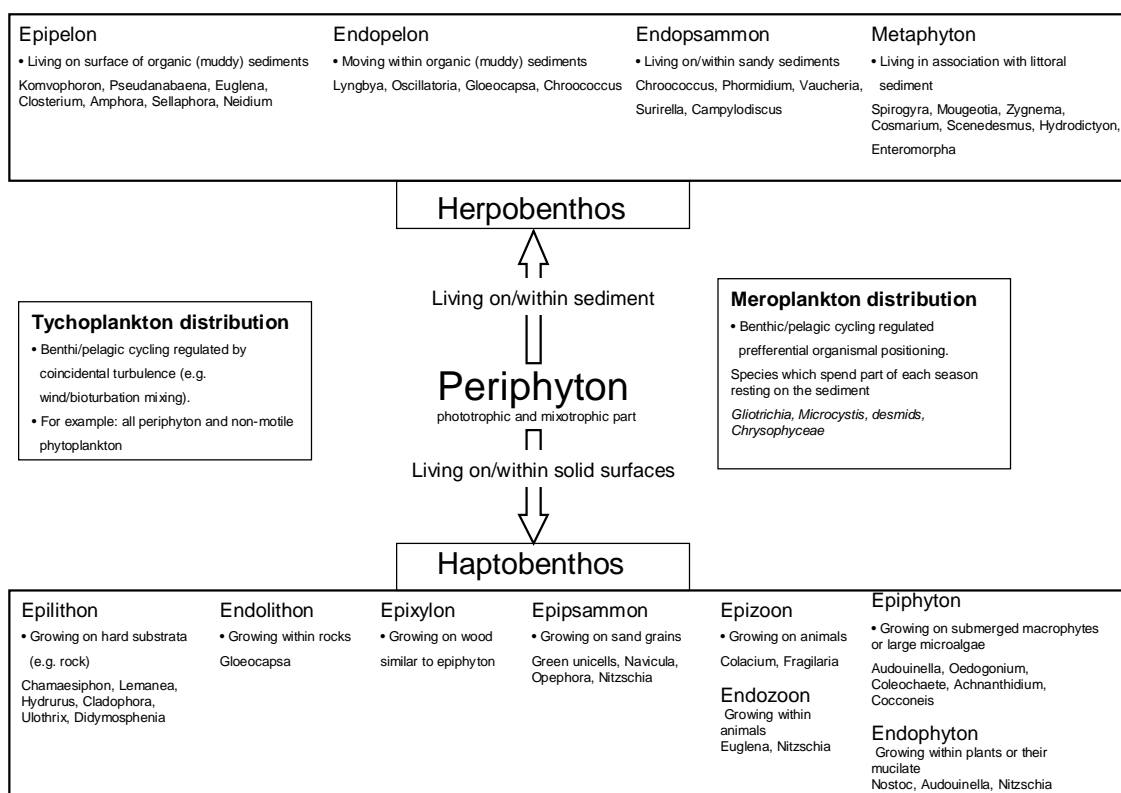 Epipelon
• Living on surface of organic (muddy) sediments
Komvophoron, Pseudanabaena, Euglena,
Closterium, Amphora, Sellaphora, Neidium
Endopelon
• Moving within organic (muddy) sediments
Lyngbya, Oscillatoria, Gloeocapsa, Chroococcus
Endopsammon
• Living on/within sandy sediments
Chroococcus, Phormidium, Vaucheria,
Surirella, Campylodiscus
Metaphyton
• Living in association with littoral
sediment
Spirogyra, Mougeotia, Zygnema,
Cosmarium, Scenedesmus, Hydrodictyon,
Enteromorpha
Herpobenthos
Living on/within sediment
Tychoplankton distribution
• Benthi/pelagic cycling regulated by
coincidental turbulence (e.g.
wind/bioturbation mixing).
• For example: all periphyton and non-motile
phytoplankton
Periphyton
phototrophic and mixotrophic part
Meroplankton distribution
• Benthic/pelagic cycling regulated
prefferential organismal positioning.
Species which spend part of each season
resting on the sediment
Gliotrichia, Microcystis, desmids,
Chrysophyceae
Living on/within solid surfaces
Haptobenthos
Epilithon
• Growing on hard substrata
(e.g. rock)
Chamaesiphon, Lemanea,
Hydrurus, Cladophora,
Ulothrix, Didymosphenia
Endolithon
• Growing within rocks
Gloeocapsa
Epixylon
• Growing on wood
similar to epiphyton
Epipsammon
• Growing on sand grains
Green unicells, Navicula,
Opephora, Nitzschia
Epizoon
• Growing on animals
Colacium, Fragilaria
Endozoon
Growing within
animals
Euglena, Nitzschia
Epiphyton
• Growing on submerged macrophytes
or large microalgae
Audouinella, Oedogonium,
Coleochaete, Achnanthidium,
Cocconeis
Endophyton
Growing within plants or their
mucilate
Nostoc, Audouinella, Nitzschia